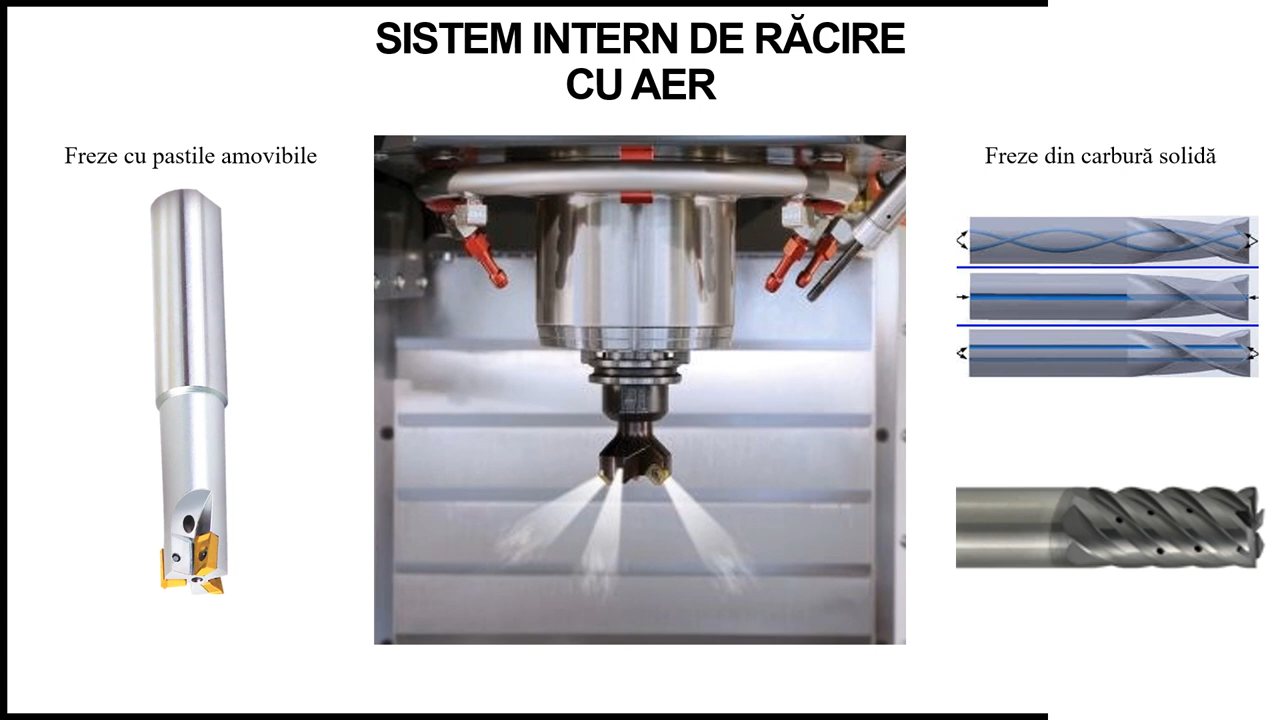 SISTEM INTERN DE RĂCIRE
CU AER
Freze cu pastile amovibile
Freze din carbură solidă